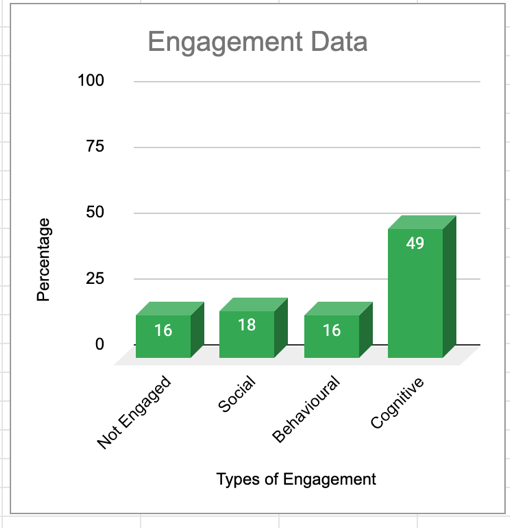 Engagement Data
100
75
50
25
0
Percentage
16
18
16
49
Not Engaged
Social
Behavioural
Cognitive
Types of Engagement